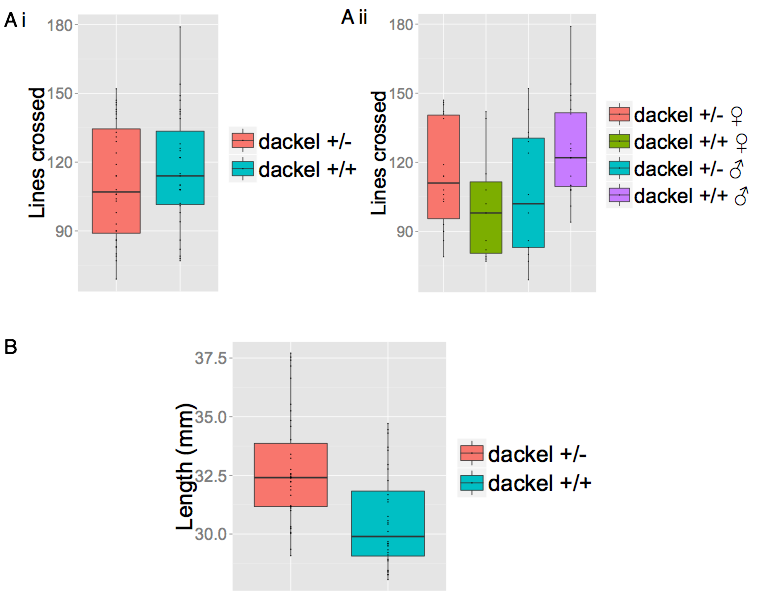 A i
A ii
180
150
120
90
Lines crossed
dackel +/-
dackel +/+
180
150
120
90
Lines crossed
dackel +/- ♀
dackel +/+ ♀
dackel +/- ♂
dackel +/+ ♂
B
37.5
35.0
32.5
30.0
Length (mm)
dackel +/-
dackel +/+